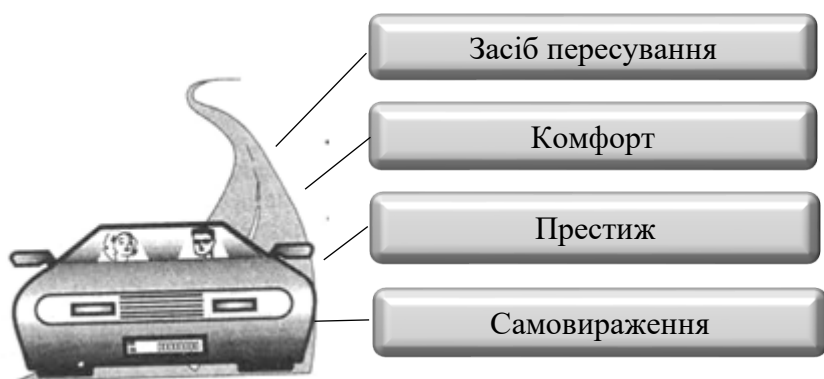 Засіб пересування
Комфорт
Престиж
Самовираження